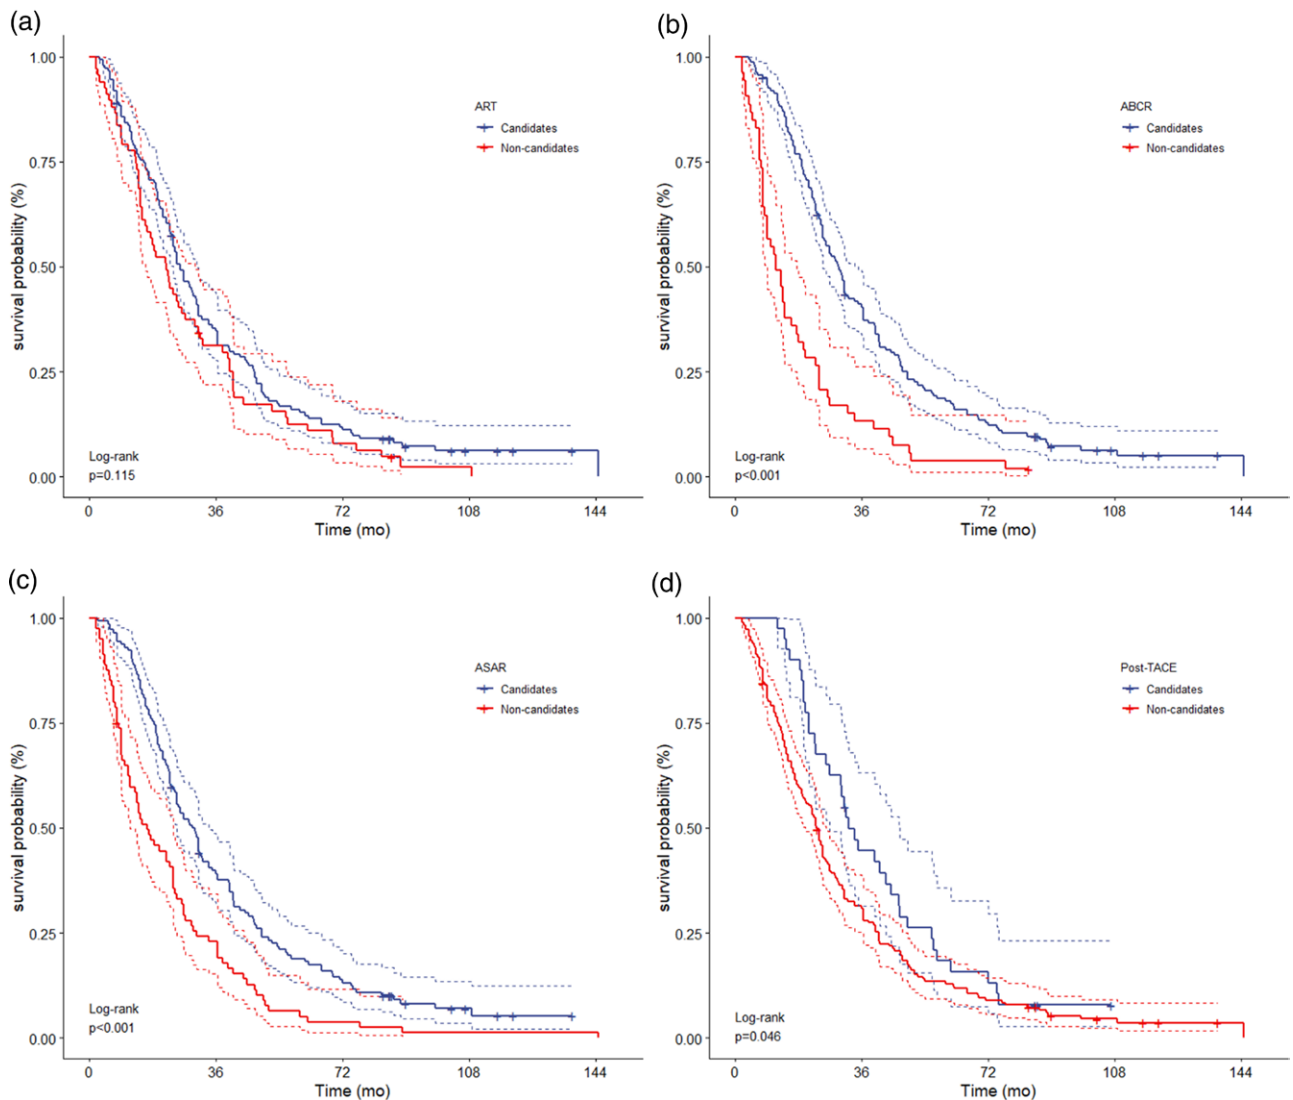 (a)
1.00
0.75
0.50
0.25
0.00
survival probability (%)
ART
Candidates
Non-candidates
Log-rank
p=0.115
0 36 72 108 144
Time (mo)
(b)
1.00
0.75
0.50
0.25
0.00
survival probability (%)
ABCR
Candidates
Non-candidates
Log-rank
p<0.001
0 36 72 108 144
Time (mo)
(c)
1.00
0.75
0.50
0.25
0.00
survival probability (%)
ASAR
Candidates
Non-candidates
Log-rank
p<0.001
0 36 72 108 144
Time (mo)
(d)
1.00
0.75
0.50
0.25
0.00
survival probability (%)
Post-TACE
Candidates
Non-candidates
Log-rank
p=0.046
0 36 72 108 144
Time (mo)